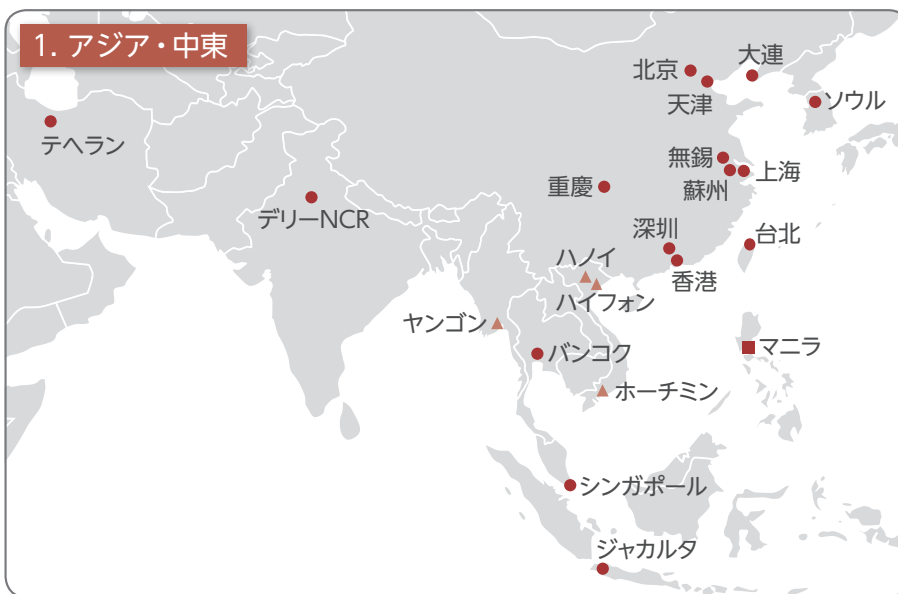 1. アジア・中東
大連
北京
天津
ソウル
テヘラン
無錫
上海
蘇州
重慶
デリーNCR
深圳
台北
ハノイ
香港
ハイフォン
ヤンゴン
バンコク
マニラ
ホーチミン
シンガポール
ジャカルタ